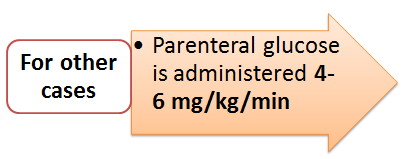 For other
cases
• Parenteral glucose
is administered 4-
6 mg/kg/min